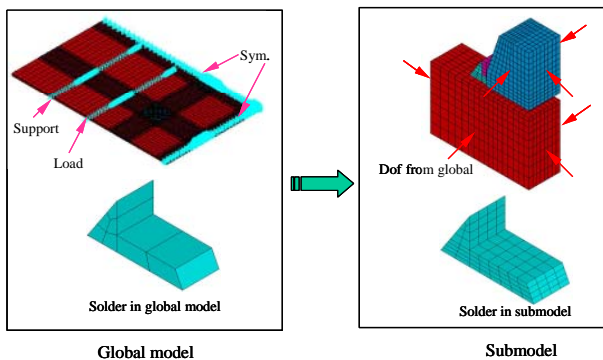 Sym.
Support
Load
Solder in global model
Global model
Dof from global
Solder in submodel
Submodel